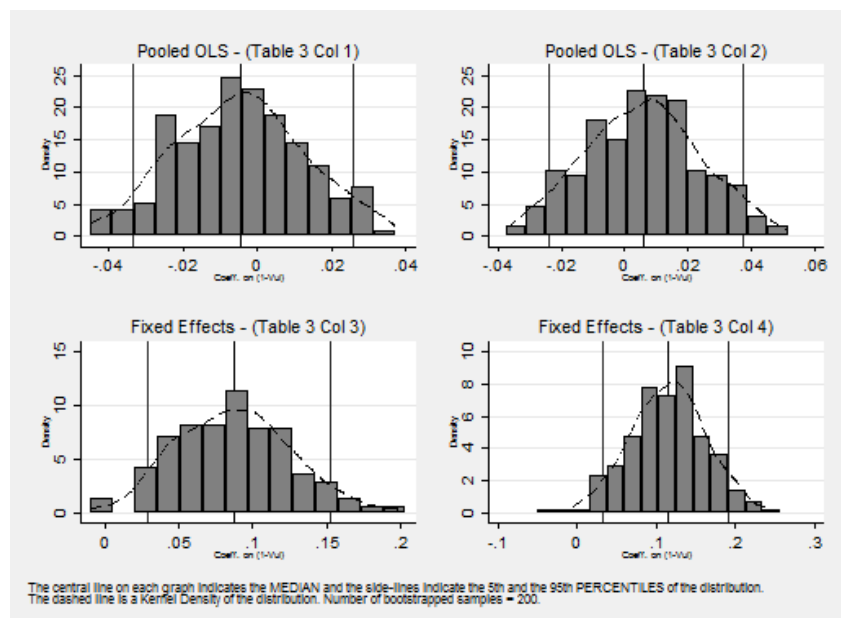 Pooled OLS - (Table 3 Col 1)
Density
0 5 10 15 20 25
-.04 -.02 0 .02 .04
Coeff. on (1-Vul)
Pooled OLS - (Table 3 Col 2)
Density
0 5 10 15 20 25
-.04 -.02 0 .02 .04 .06
Coeff. on (1-Vul)
Fixed Effects - (Table 3 Col 3)
Density
0 5 10 15
0 .05 .1 .15 .2
Coeff. on (1-Vul)
Fixed Effects - (Table 3 Col 4)
Density
0 2 4 6 8 10
-.1 0 .1 .2 .3
Coeff. on (1-Vul)
The central line on each graph indicates the MEDIAN and the side-lines indicate the 5th and the 95th PERCENTILES of the distribution.
The dashed line is a Kernel Density of the distribution. Number of bootstrapped samples = 200.